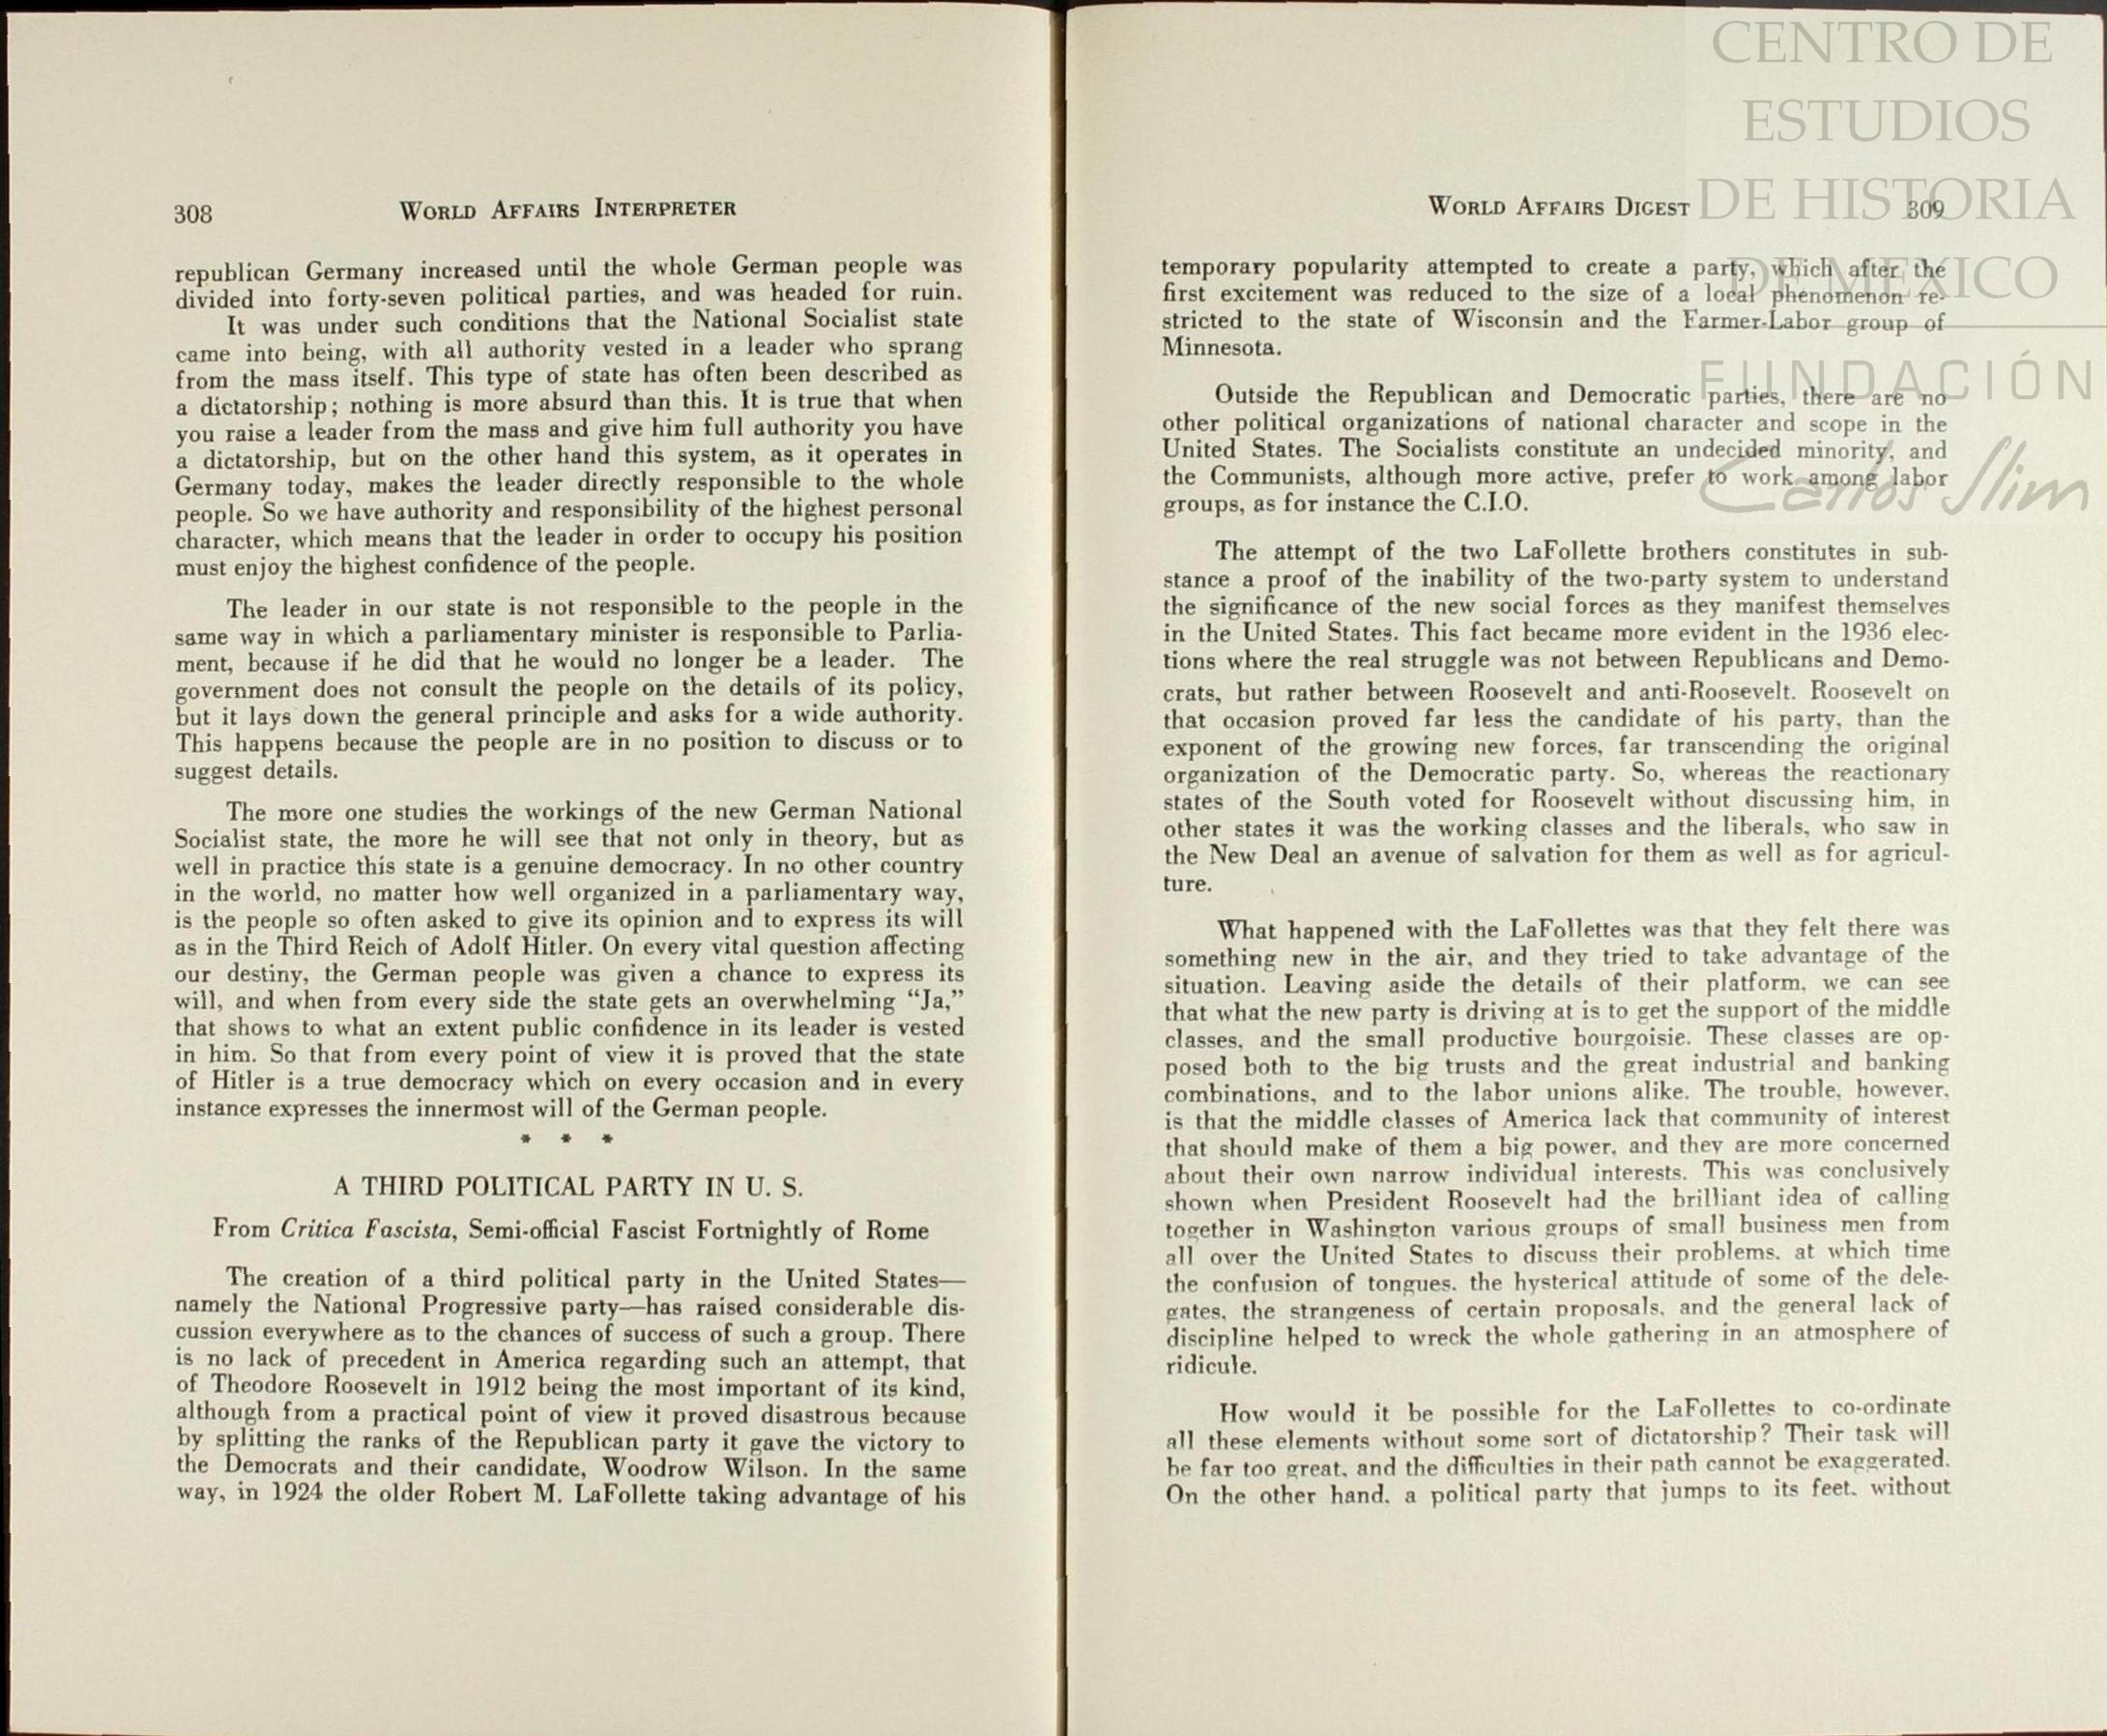 308
WORLD AFFAIRS INTERPRETER
republican Germany increased until the whole German people was
divided into forty-seven political parties, and was headed for ruin.
It was under such conditions that the National Socialist state
came into being, with all authority vested in a leader who sprang
from the mass itself. This type of state has often been described as
a dictatorship; nothing is more absurd than this. It is true that when
you raise a leader from the mass and give him full authority you have
a dictatorship, but on the other hand this system, as it operates in
Germany today, makes the leader directly responsible to the whole
people. So we have authority and responsibility of the highest personal
character, which means that the leader in order to occupy his position
must enjoy the highest confidence of the people.
The leader in our state is not responsible to the people in the
same way in which a parliamentary minister is responsible to Parlia-
ment, because if he did that he would no longer be a leader. The
government does not consult the people on the details of its policy,
but it lays down the general principle and asks for a wide authority.
This happens because the people are in no position to discuss or to
suggest details.
The more one studies the workings of the new German National
Socialist state, the more he will see that not only in theory, but as
well in practice this state is a genuine democracy. In no other country
in the world, no matter how well organized in a parliamentary way,
is the people so often asked to give its opinion and to express its will
as in the Third Reich of Adolf Hitler. On every vital question affecting
our destiny, the German people was given a chance to express its
will, and when from every side the state gets an overwhelming “Ja,”
that shows to what an extent public confidence in its leader is vested
in him. So that from every point of view it is proved that the state
of Hitler is a true democracy which on every occasion and in every
instance expresses the innermost will of the German people.
* * *
A THIRD POLITICAL PARTY IN U. S.
From Critica Fascista, Semi-official Fascist Fortnightly of Rome
The creation of a third political party in the United States—
namely the National Progressive party—has raised considerable dis-
cussion everywhere as to the chances of success of such a group. There
is no lack of precedent in America regarding such an attempt, that
of Theodore Roosevelt in 1912 being the most important of its kind,
although from a practical point of view it proved disastrous because
by splitting the ranks of the Republican party it gave the victory to
the Democrats and their candidate, Woodrow Wilson. In the same
way, in 1924 the older Robert M. LaFollette taking advantage of his
WORLD AFFAIRS DIGEST
309
temporary popularity attempted to create a party, which after the
first excitement was reduced to the size of a local phenomenon re-
stricted to the state of Wisconsin and the Farmer-Labor group of
Minnesota.
Outside the Republican and Democratic parties, there are no
other political organizations of national character and scope in the
United States. The Socialists constitute an undecided minority, and
the Communists, although more active, prefer to work among labor
groups, as for instance the C.I.O.
The attempt of the two LaFollette brothers constitutes in sub-
stance a proof of the inability of the two-party system to understand
the significance of the new social forces as they manifest themselves
in the United States. This fact became more evident in the 1936 elec-
tions where the real struggle was not between Republicans and Demo-
crats, but rather between Roosevelt and anti-Roosevelt. Roosevelt on
that occasion proved far less the candidate of his party, than the
exponent of the growing new forces, far transcending the original
organization of the Democratic party. So, whereas the reactionary
states of the South voted for Roosevelt without discussing him, in
other states it was the working classes and the liberals, who saw in
the New Deal an avenue of salvation for them as well as for agricul-
ture.
What happened with the LaFollettes was that they felt there was
something new in the air, and they tried to take advantage of the
situation. Leaving aside the details of their platform, we can see
that what the new party is driving at is to get the support of the middle
classes, and the small productive bourgoisie. These classes are op-
posed both to the big trusts and the great industrial and banking
combinations, and to the labor unions alike. The trouble, however,
is that the middle classes of America lack that community of interest
that should make of them a big power, and they are more concerned
about their own narrow individual interests. This was conclusively
shown when President Roosevelt had the brilliant idea of calling
together in Washington various groups of small business men from
all over the United States to discuss their problems, at which time
the confusion of tongues, the hysterical attitude of some of the dele-
gates, the strangeness of certain proposals, and the general lack of
discipline helped to wreck the whole gathering in an atmosphere of
ridicule.
How would it be possible for the LaFollettes to co-ordinate
all these elements without some sort of dictatorship? Their task will
be far too great, and the difficulties in their path cannot be exaggerated.
On the other hand, a political party that jumps to its feet, without
CENTRO DE
ESTUDIOS
DE HISTORIA
DE MEXICO
FUNDACIÓN
Carlos Slim